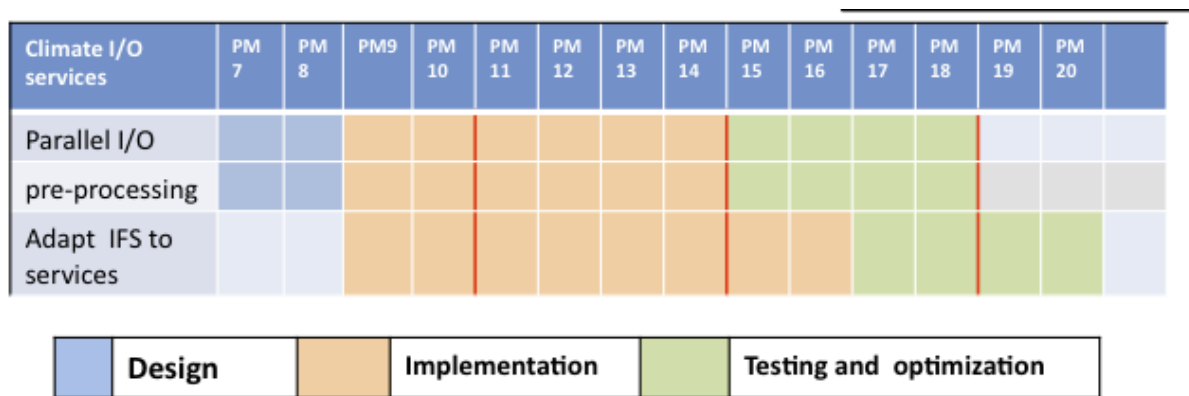 Climate I/O services PM 7 PM 8 PM9 PM 10 PM 11 PM 12 PM 13 PM 14 PM 15 PM 16 PM 17 PM 18 PM 19 PM 20
Parallel I/O
pre-processing
Adapt IFS to
services
Design Implementation Testing and optimization